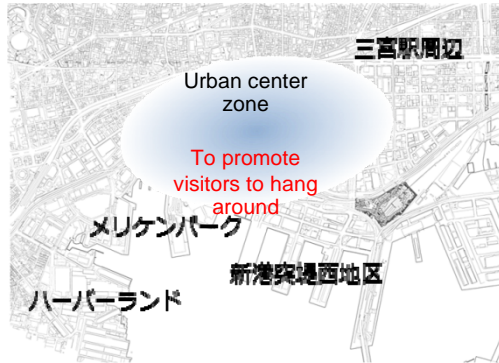 三宮駅周辺
Urban center
zone
To promote
visitors to hang
around
メリケンパーク
新港突堤西地区
ハーバーランド